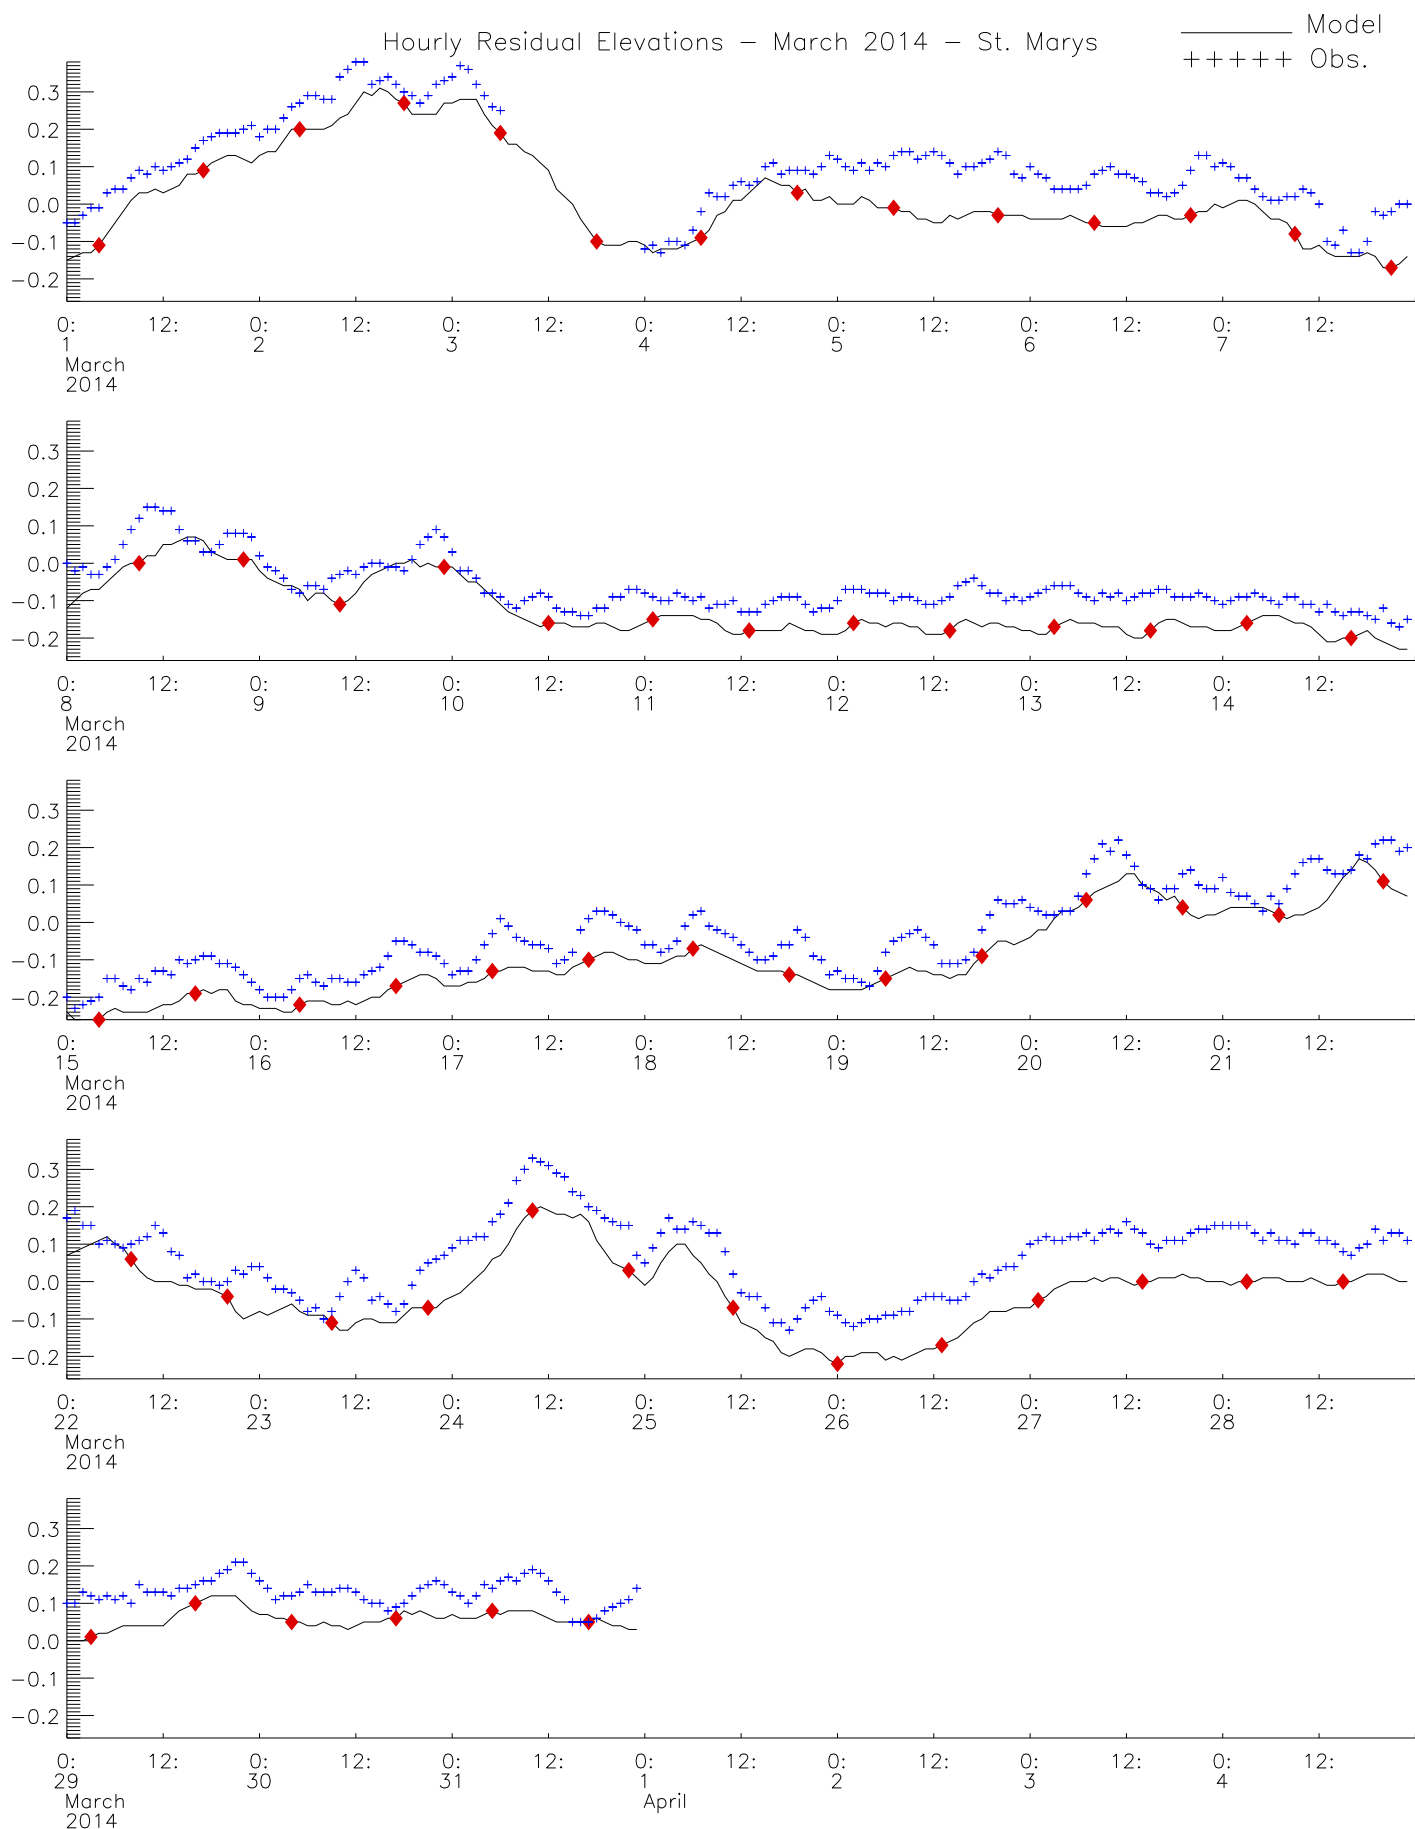 Hourly Residual Elevations − March 2014 − St. Marys
Model
+++++ Obs.
0.3
0.2
0.1
0.0
−0.1
−0.2
0: 12: 0: 12: 0: 12: 0: 12: 0: 12: 0: 12: 0: 12:
1 2 3 4 5 6 7
March
2014
0.3
0.2
0.1
0.0
−0.1
−0.2
0: 12: 0: 12: 0: 12: 0: 12: 0: 12: 0: 12: 0: 12:
8 9 10 11 12 13 14
March
2014
0.3
0.2
0.1
0.0
−0.1
−0.2
0: 12: 0: 12: 0: 12: 0: 12: 0: 12: 0: 12: 0: 12:
15 16 17 18 19 20 21
March
2014
0.3
0.2
0.1
0.0
−0.1
−0.2
0: 12: 0: 12: 0: 12: 0: 12: 0: 12: 0: 12: 0: 12:
22 23 24 25 26 27 28
March
2014
0.3
0.2
0.1
0.0
−0.1
−0.2
0: 12: 0: 12: 0: 12: 0: 12: 0: 12: 0: 12: 0: 12:
29 30 31 1 2 3 4
March April
2014